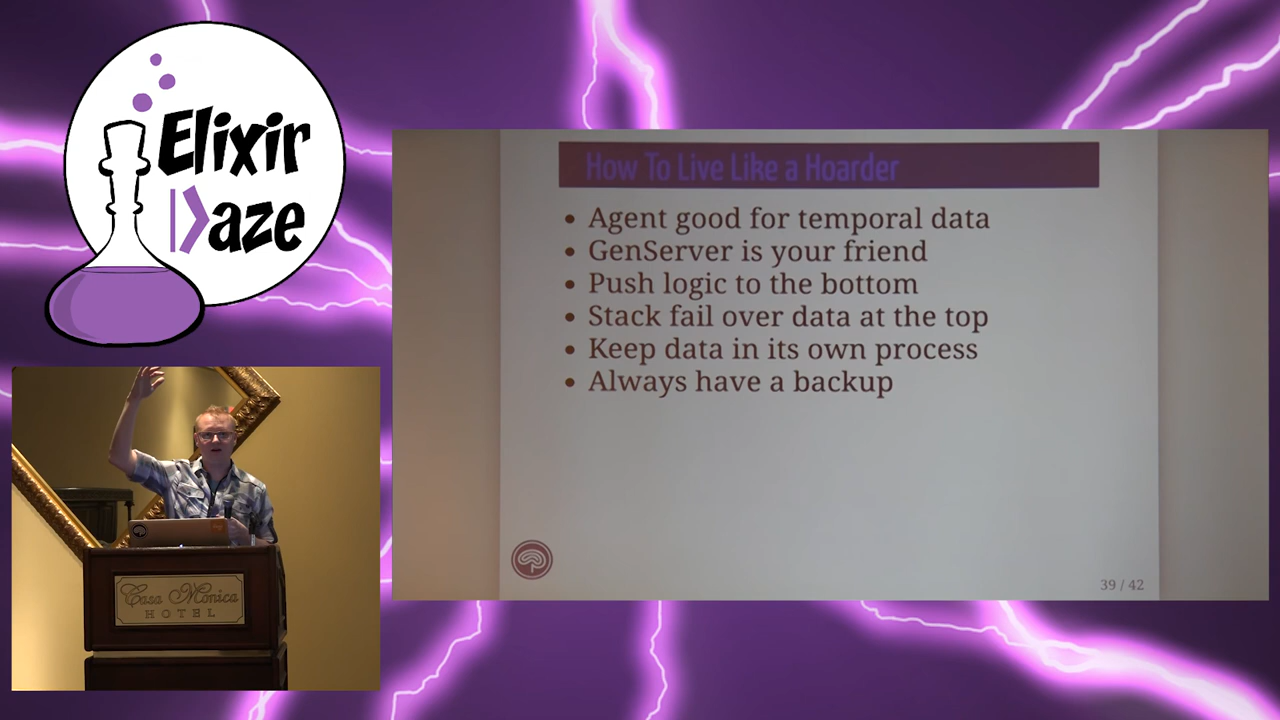 Elixir
Daze
How To Live Like a Hoarder
• Agent good for temporal data
• GenServer is your friend
• Push logic to the bottom
• Stack fail over data at the top
• Keep data in its own process
• Always have a backup
39 / 42
Casa Monica
HOTEL